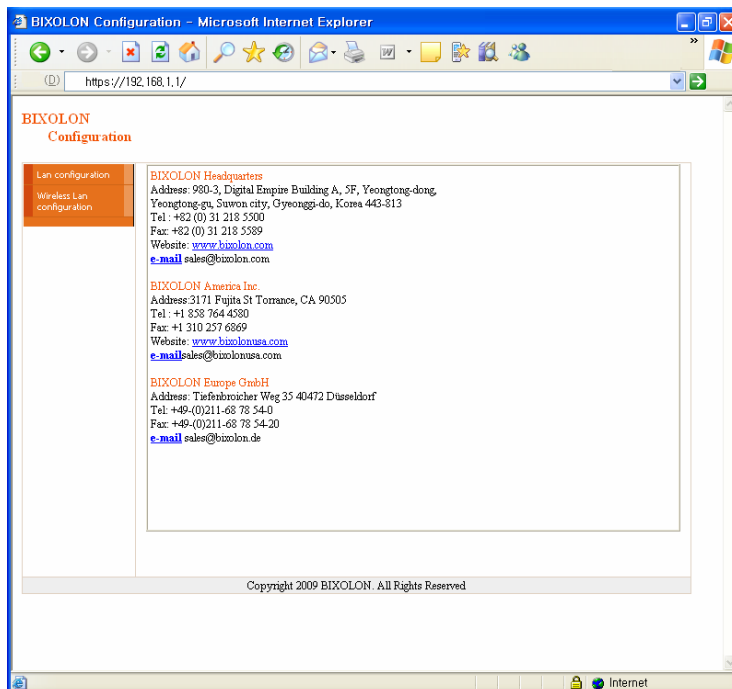 BIXOLON Configuration - Microsoft Internet Explorer
W
»
(D) https://192,168,1,1/
BIXOLON
Configuration
Lan configuration
Wireless Lan
configuration
BIXOLON Headquarters
Address: 980-3, Digital Empire Building A, 5F, Yeongtong-dong,
Yeongtong-gu, Suwon city, Gyeonggi-do, Korea 443-813
Tel : +82 (0) 31 218 5500
Fax: +82 (0) 31 218 5589
Website: www.bixolon.com
e-mail sales@bixolon.com
BIXOLON America Inc.
Address:3171 Fujita St Torrance, CA 90505
Tel : +1 858 764 4580
Fax: +1 310 257 6869
Website: www.bixolonusa.com
e-mailsales@bixolonusa.com
BIXOLON Europe GmbH
Address: Tiefenbroicher Weg 35 40472 Düsseldorf
Tel: +49-(0)211-68 78 54-0
Fax: +49-(0)211-68 78 54-20
e-mail sales@bixolon.de
Copyright 2009 BIXOLON. All Rights Reserved
Internet